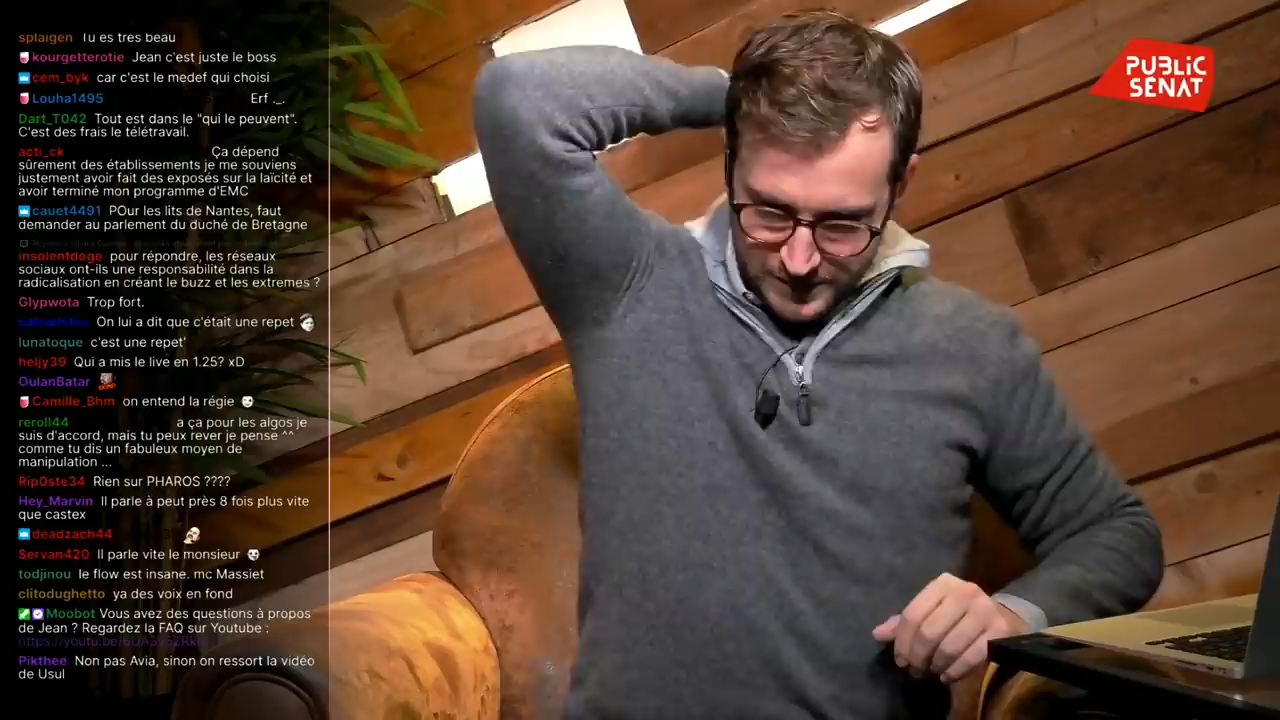 splaigen Tu es très beau
kourgetterotie Jean c'est juste le boss
cem_byk car c'est le medef qui choisi
Louha1495 Erf ._.
Dart_T042 Tout est dans le "qui le peuvent".
C'est des frais le télétravail.
acti_ck Ça dépend
sûrement des établissements je me souviens
justement avoir fait des exposés sur la laïcité et
avoir terminé mon programme d'EMC
cauet4491 POur les lits de Nantes, faut
demander au parlement du duché de Bretagne
insolentdoge pour répondre, les réseaux
sociaux ont-ils une responsabilité dans la
radicalisation en créant le buzz et les extremes ?
Glypwota Trop fort.
On lui a dit que c'était une repet
lunatoque c'est une repet'
heljy39 Qui a mis le live en 1.25? xD
OulanBatar
Camille_Bhm on entend la régie
reroll44 a ça pour les algos je
suis d'accord, mais tu peux rever je pense ^^
comme tu dis un fabuleux moyen de
manipulation ...
Rip0ste34 Rien sur PHAROS ????
Hey_Marvin Il parle à peut près 8 fois plus vite
que castex
deadzach44
Servan420 Il parle vite le monsieur
todjinou le flow est insane. mc Massiet
clitodughetto ya des voix en fond
Moobot Vous avez des questions à propos
de Jean ? Regardez la FAQ sur Youtube :
Pikthee Non pas Avia, sinon on ressort la vidéo
de Usul
PUBLIC
SÉNAT